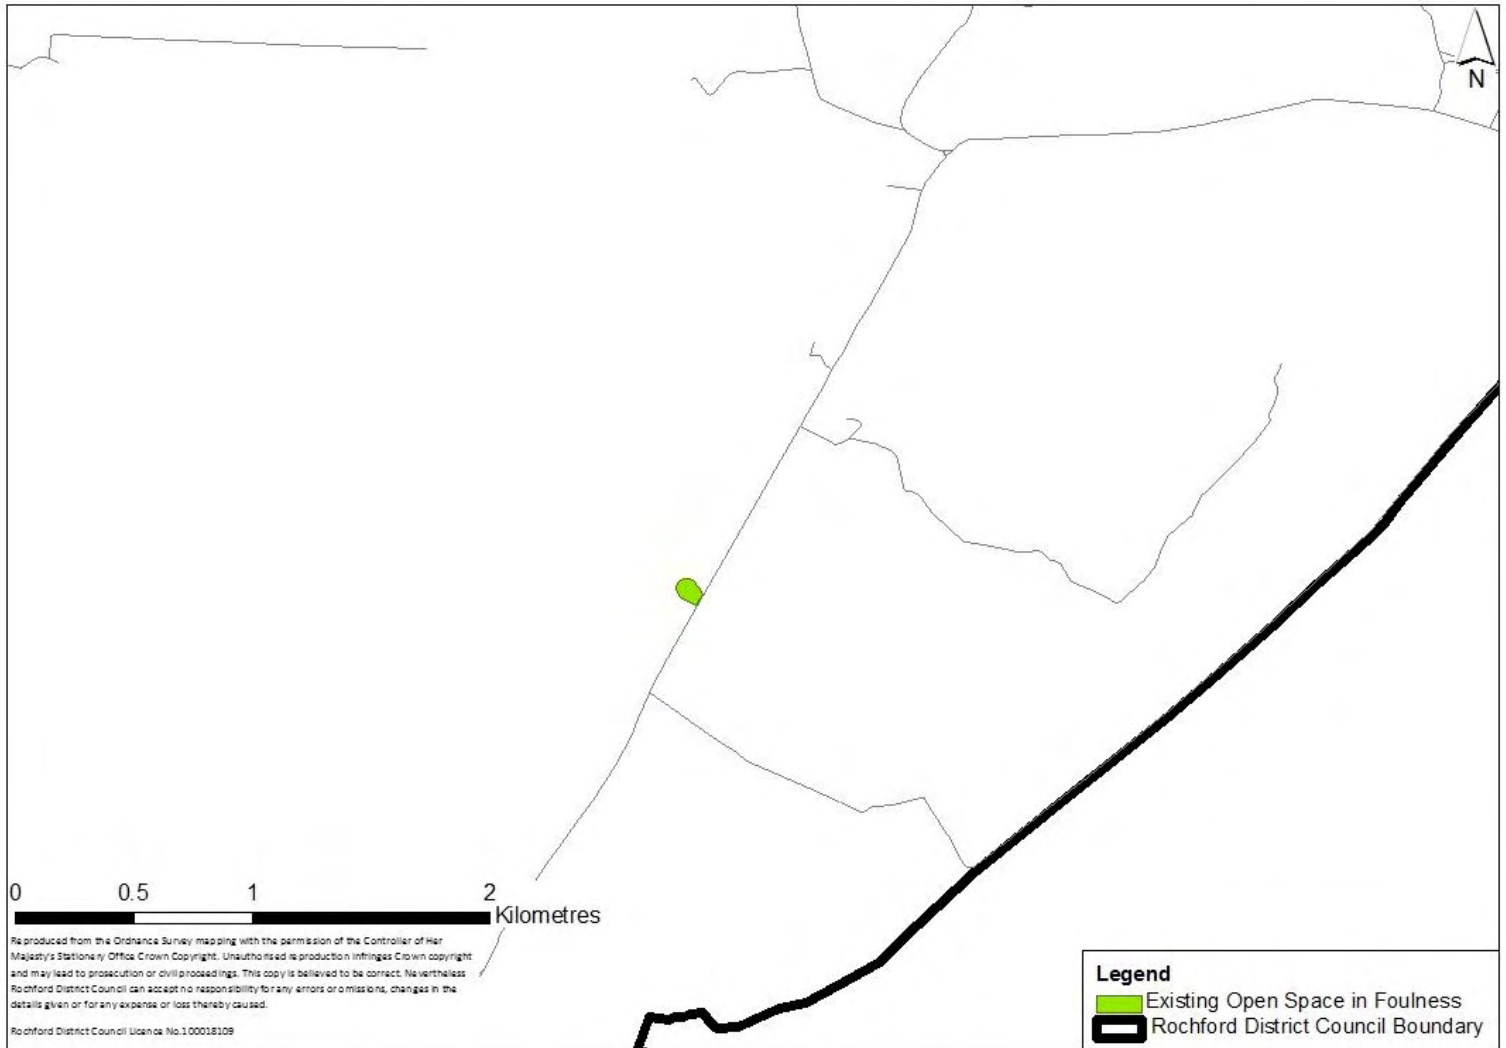 N
0 0.5 1 2
Kilometres
Reproduced from the Ordnance Survey mapping with the permission of the Controller of Her
Majesty's Stationery Office Crown Copyright. Unauthorised reproduction infringes Crown copyright
and may lead to prosecution or civil proceedings. This copy is believed to be correct. Nevertheless
Rochford District Council can accept no responsibility for any errors or omissions, changes in the
details given or for any expense or loss thereby caused.
Rochford District Council Licence No.100018109
Legend
Existing Open Space in Foulness
Rochford District Council Boundary